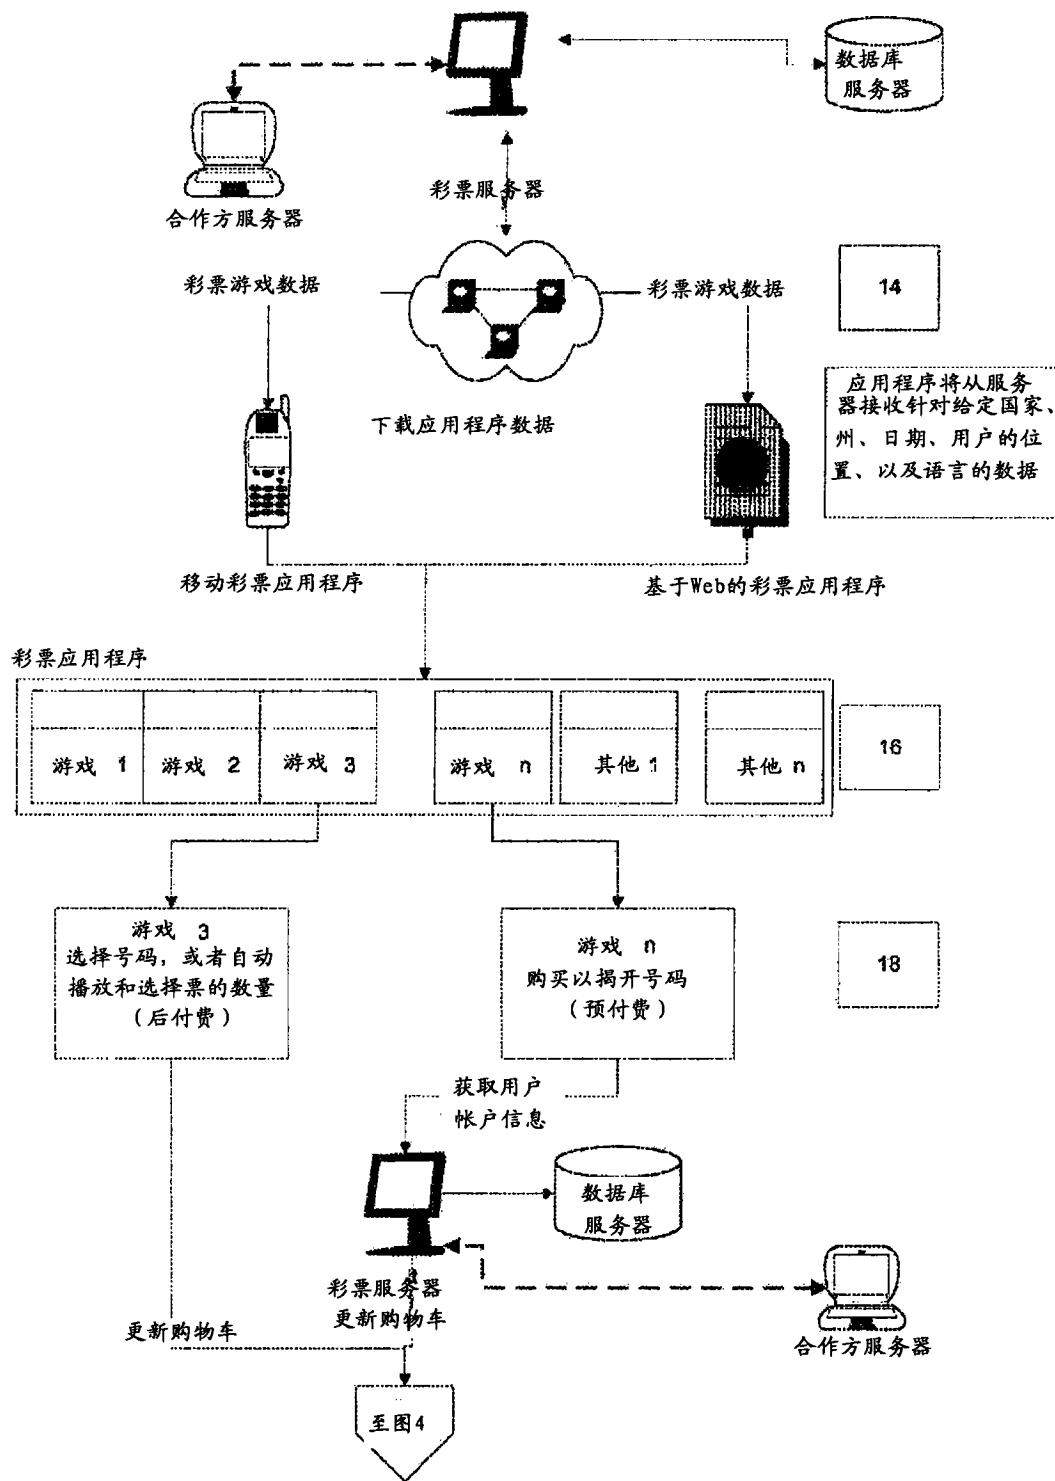 数据库
服务器
彩票服务器
合作方服务器
彩票游戏数据
彩票游戏数据
14
下载应用程序数据
应用程序将从服务
器接收针对给定国家、
州、日期、用户的位
置、以及语言的数据
移动彩票应用程序
基于Web的彩票应用程序
彩票应用程序
游戏 1
游戏 2
游戏 3
游戏 n
其他 1
其他 n
16
游戏 3
选择号码，或者自动
播放和选择票的数量
（后付费）
游戏 n
购买以揭开号码
（预付费）
18
获取用户
帐户信息
数据库
服务器
彩票服务器
更新购物车
更新购物车
合作方服务器
至图4